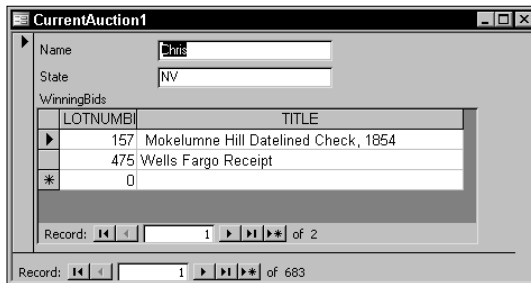 CurrentAuction1
Name Chris
State NV
WinningBids
LOTNUMBI TITLE
157 Mokelumne Hill Datelined Check, 1854
475 Wells Fargo Receipt
0
Record: 1 of 2
Record: 1 of 683